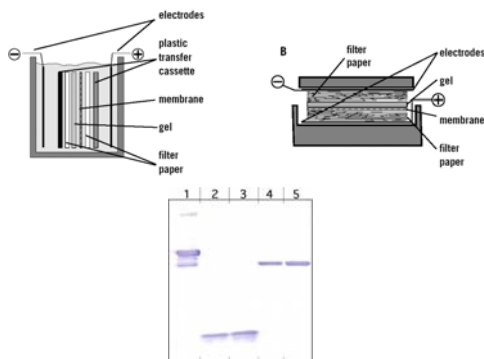 electrodes
plastic
transfer
cassette
membrane
gel
filter
paper
B
filter
paper
electrodes
gel
membrane
filter
paper
1 2 3 4 5